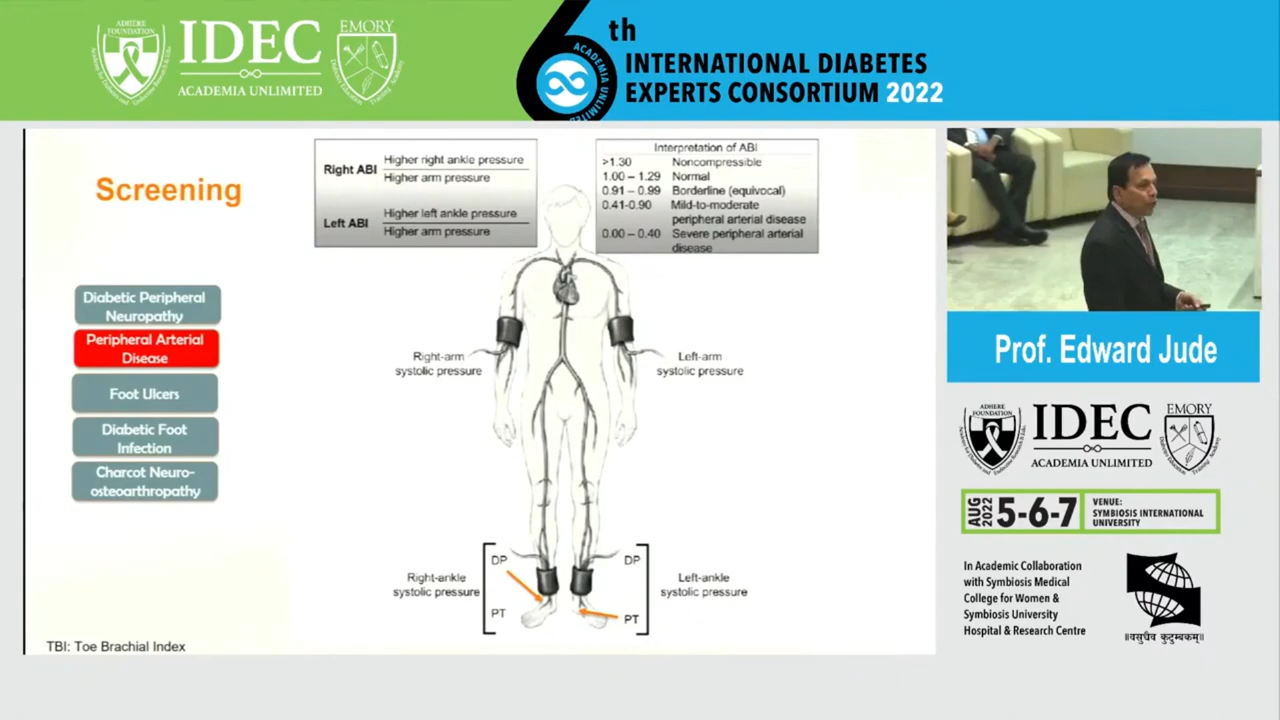 ADHERE
FOUNDATION
IDEC
ACADEMIA UNLIMITED
EMORY
6th
INTERNATIONAL DIABETES
EXPERTS CONSORTIUM 2022
ACADEMIA UNLIMITED
Screening
Diabetic Peripheral
Neuropathy
Peripheral Arterial
Disease
Foot Ulcers
Diabetic Foot
Infection
Charcot Neuro-
osteoarthropathy
Right ABI
Higher right ankle pressure
Higher arm pressure
Left ABI
Higher left ankle pressure
Higher arm pressure
Interpretation of ABI
>1.30 Noncompressible
1.00 – 1.29 Normal
0.91 – 0.99 Borderline (equivocal)
0.41-0.90 Mild-to-moderate
peripheral arterial disease
0.00 – 0.40 Severe peripheral arterial
disease
Right-arm
systolic pressure
Left-arm
systolic pressure
Right-ankle
systolic pressure
DP
PT
DP
PT
Left-ankle
systolic pressure
TBI: Toe Brachial Index
Prof. Edward Jude
ADHERE
FOUNDATION
IDEC
ACADEMIA UNLIMITED
EMORY
AUG
2022
5-6-7
VENUE:
SYMBIOSIS INTERNATIONAL
UNIVERSITY
In Academic Collaboration
with Symbiosis Medical
College for Women &
Symbiosis University
Hospital & Research Centre
॥वसुधैव कुटुम्बकम्॥